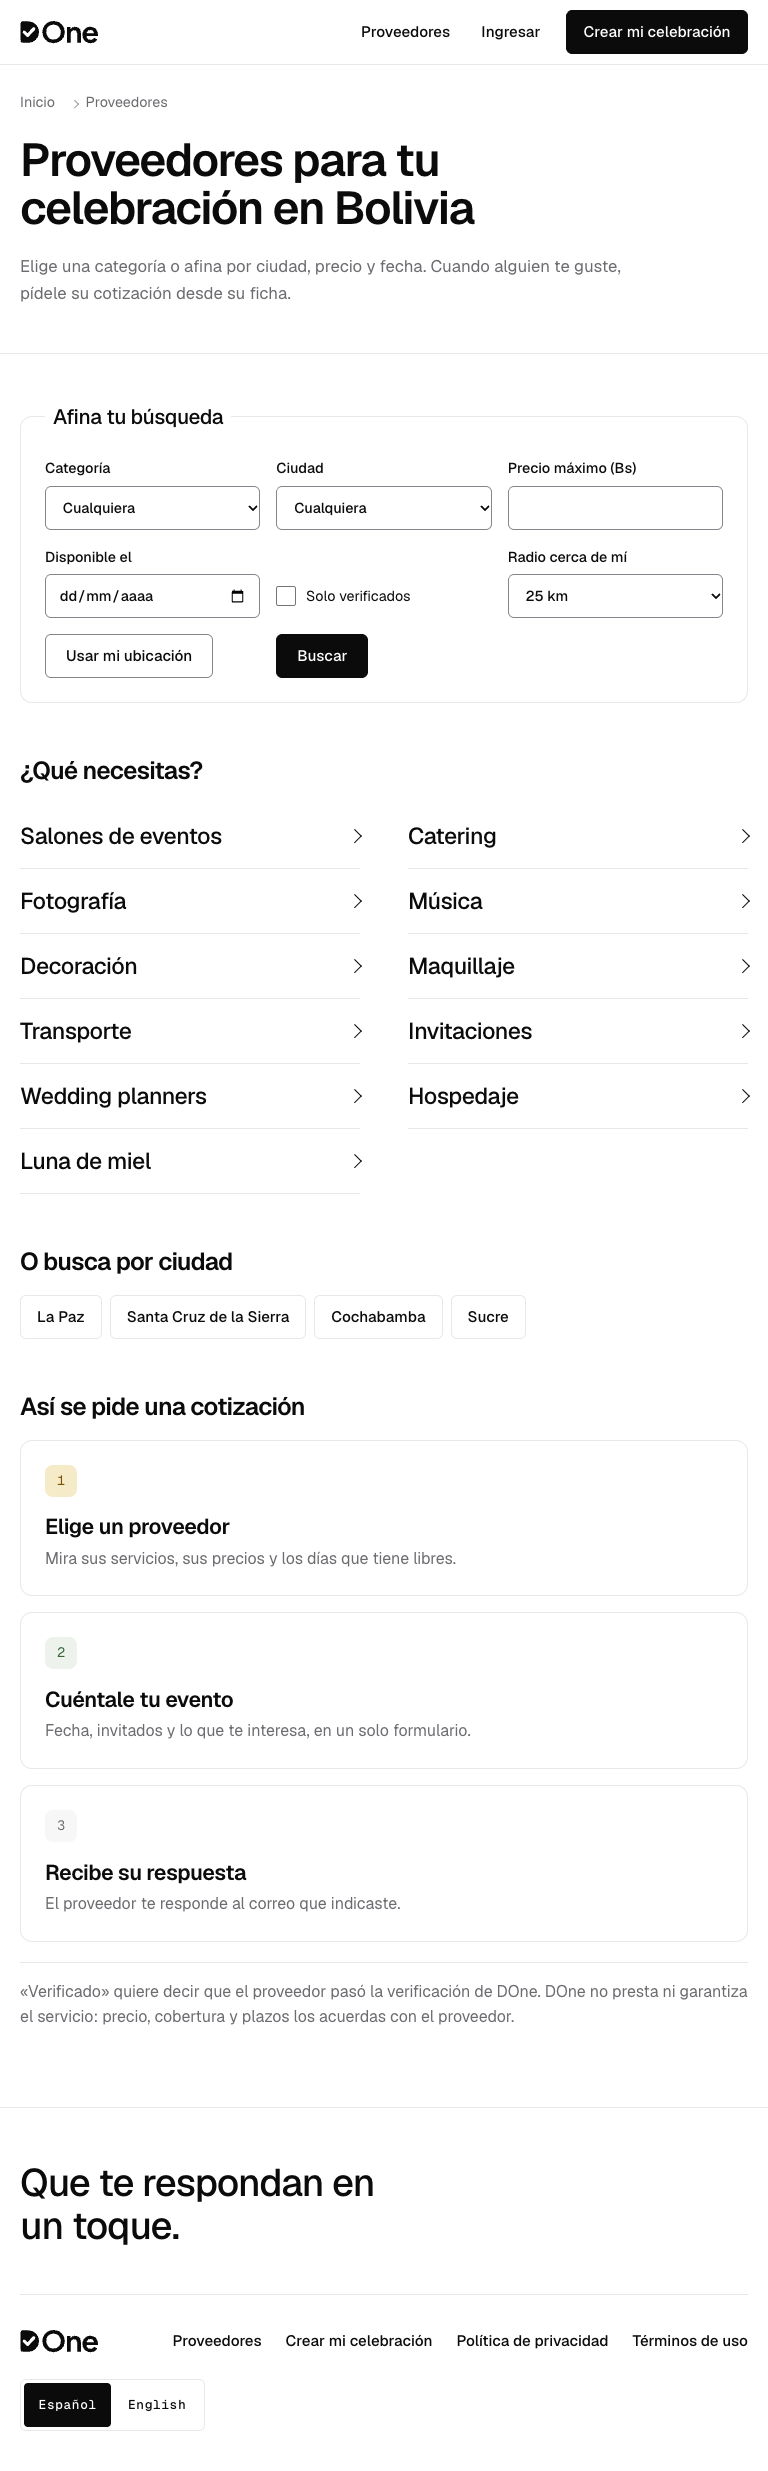 DOne
Proveedores
Ingresar
Crear mi celebración
Inicio
Proveedores
Proveedores para tu
celebración en Bolivia
Elige una categoría o afina por ciudad, precio y fecha. Cuando alguien te guste,
pídele su cotización desde su ficha.
Afina tu búsqueda
Categoría
Ciudad
Precio máximo (Bs)
Cualquiera
Cualquiera
Disponible el
Radio cerca de mí
dd/mm/aaaa
Solo verificados
25 km
Usar mi ubicación
Buscar
¿Qué necesitas?
Salones de eventos
Catering
Fotografía
Música
Decoración
Maquillaje
Transporte
Invitaciones
Wedding planners
Hospedaje
Luna de miel
O busca por ciudad
La Paz
Santa Cruz de la Sierra
Cochabamba
Sucre
Así se pide una cotización
1
Elige un proveedor
Mira sus servicios, sus precios y los días que tiene libres.
2
Cuéntale tu evento
Fecha, invitados y lo que te interesa, en un solo formulario.
3
Recibe su respuesta
El proveedor te responde al correo que indicaste.
«Verificado» quiere decir que el proveedor pasó la verificación de DOne. DOne no presta ni garantiza
el servicio: precio, cobertura y plazos los acuerdas con el proveedor.
Que te respondan en
un toque.
DOne
Proveedores
Crear mi celebración
Política de privacidad
Términos de uso
Español
English